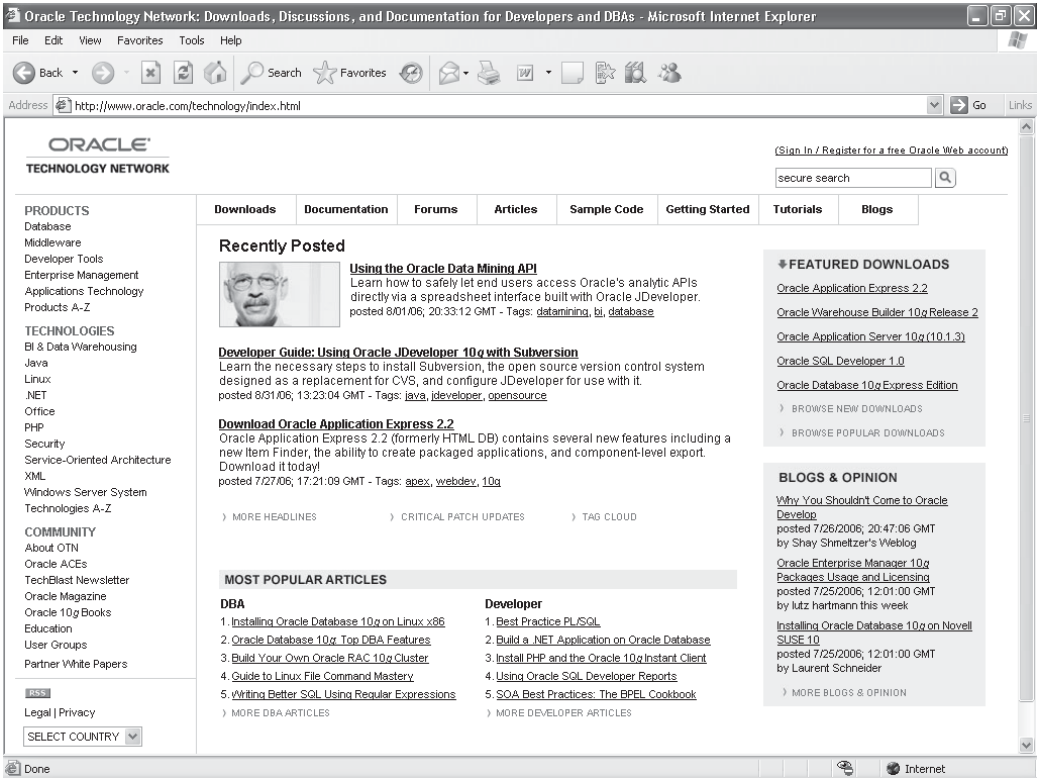 Oracle Technology Network: Downloads, Discussions, and Documentation for Developers and DBAs - Microsoft Internet Explorer
File Edit View Favorites Tools Help
Back Search Favorites
Address http://www.oracle.com/technology/index.html Go Links
ORACLE
TECHNOLOGY NETWORK
(Sign In / Register for a free Oracle Web account)
secure search
Downloads Documentation Forums Articles Sample Code Getting Started Tutorials Blogs
PRODUCTS
Database
Middleware
Developer Tools
Enterprise Management
Applications Technology
Products A-Z
TECHNOLOGIES
BI & Data Warehousing
Java
Linux
.NET
Office
PHP
Security
Service-Oriented Architecture
XML
Windows Server System
Technologies A-Z
COMMUNITY
About OTN
Oracle ACEs
TechBlast Newsletter
Oracle Magazine
Oracle 10g Books
Education
User Groups
Partner White Papers
RSS
Legal | Privacy
SELECT COUNTRY
Recently Posted
Using the Oracle Data Mining API
Learn how to safely let end users access Oracle's analytic APIs
directly via a spreadsheet interface built with Oracle JDeveloper.
posted 8/01/06; 20:33:12 GMT - Tags: datamining, bi, database
Developer Guide: Using Oracle JDeveloper 10g with Subversion
Learn the necessary steps to install Subversion, the open source version control system
designed as a replacement for CVS, and configure JDeveloper for use with it.
posted 8/31/06; 13:23:04 GMT - Tags: java, jdeveloper, opensource
Download Oracle Application Express 2.2
Oracle Application Express 2.2 (formerly HTML DB) contains several new features including a
new Item Finder, the ability to create packaged applications, and component-level export.
Download it today!
posted 7/27/06; 17:21:09 GMT - Tags: apex, webdev, 10g
MORE HEADLINES CRITICAL PATCH UPDATES TAG CLOUD
MOST POPULAR ARTICLES
DBA
1. Installing Oracle Database 10g on Linux x86
2. Oracle Database 10g: Top DBA Features
3. Build Your Own Oracle RAC 10g Cluster
4. Guide to Linux File Command Mastery
5. Writing Better SQL Using Regular Expressions
MORE DBA ARTICLES
Developer
1. Best Practice PL/SQL
2. Build a .NET Application on Oracle Database
3. Install PHP and the Oracle 10g Instant Client
4. Using Oracle SQL Developer Reports
5. SOA Best Practices: The BPEL Cookbook
MORE DEVELOPER ARTICLES
FEATURED DOWNLOADS
Oracle Application Express 2.2
Oracle Warehouse Builder 10g Release 2
Oracle Application Server 10g (10.1.3)
Oracle SQL Developer 1.0
Oracle Database 10g Express Edition
BROWSE NEW DOWNLOADS
BROWSE POPULAR DOWNLOADS
BLOGS & OPINION
Why You Shouldn't Come to Oracle
Develop
posted 7/26/2006; 20:47:06 GMT
by Shay Shmeltzer's Weblog
Oracle Enterprise Manager 10g
Packages Usage and Licensing
posted 7/25/2006; 12:01:00 GMT
by lutz hartmann this week
Installing Oracle Database 10g on Novell
SUSE 10
posted 7/25/2006; 12:01:00 GMT
by Laurent Schneider
MORE BLOGS & OPINION
Done Internet